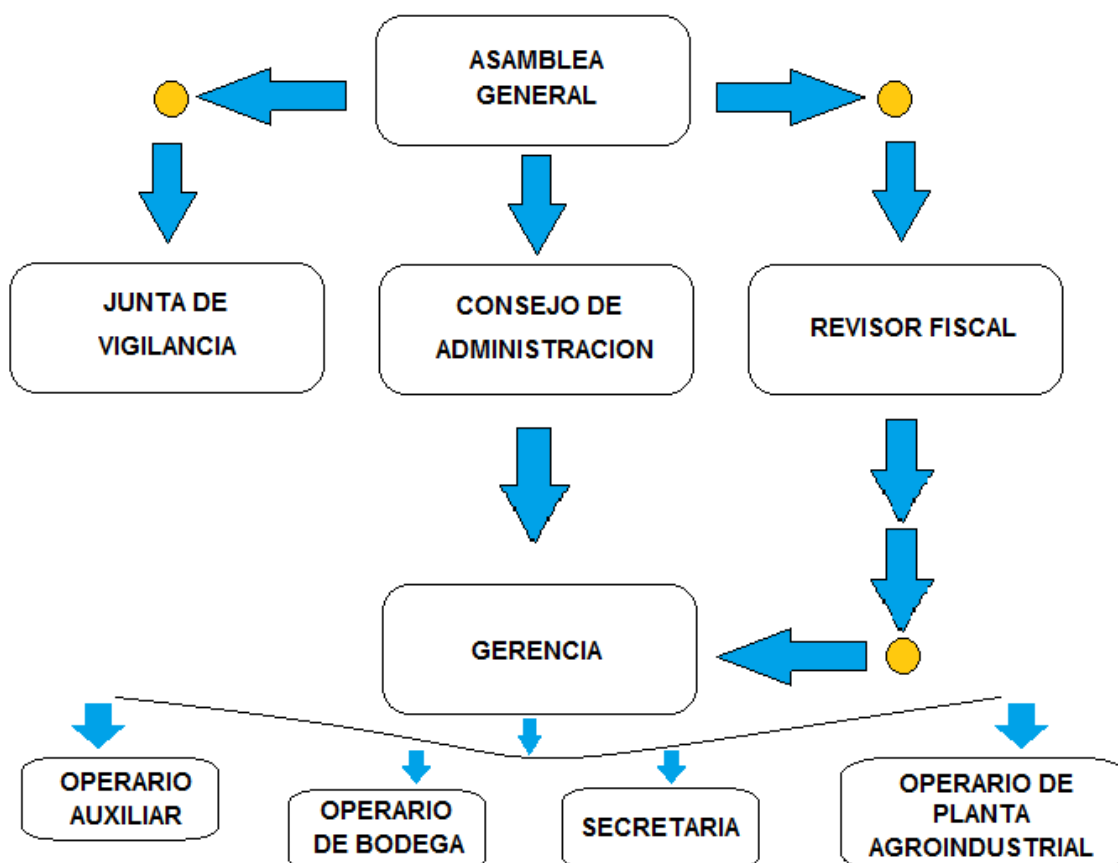 ASAMBLEA
GENERAL
JUNTA DE
VIGILANCIA
CONSEJO DE
ADMINISTRACION
REVISOR FISCAL
GERENCIA
OPERARIO
AUXILIAR
OPERARIO
DE BODEGA
SECRETARIA
OPERARIO DE
PLANTA
AGROINDUSTRIAL